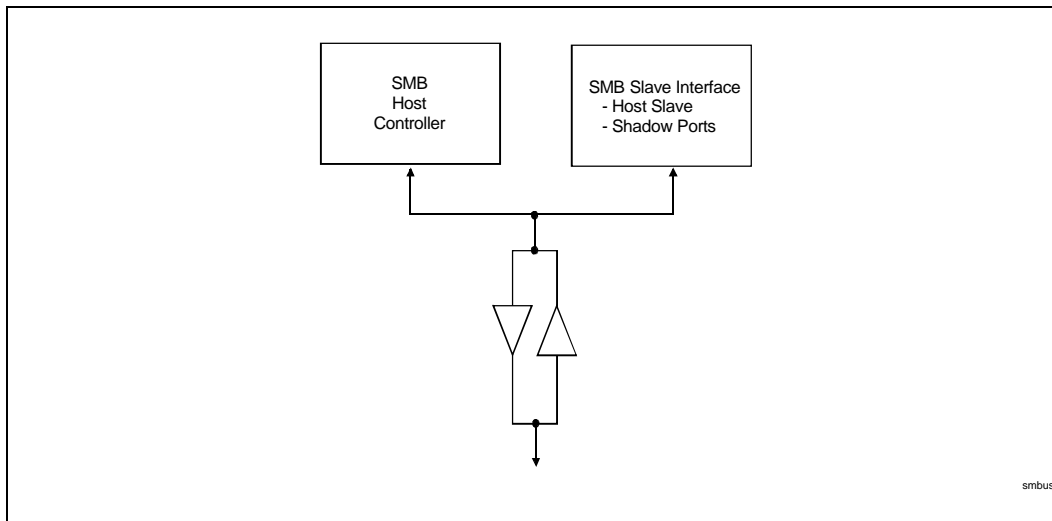 SMB
Host
Controller
SMB Slave Interface
- Host Slave
- Shadow Ports
smbus